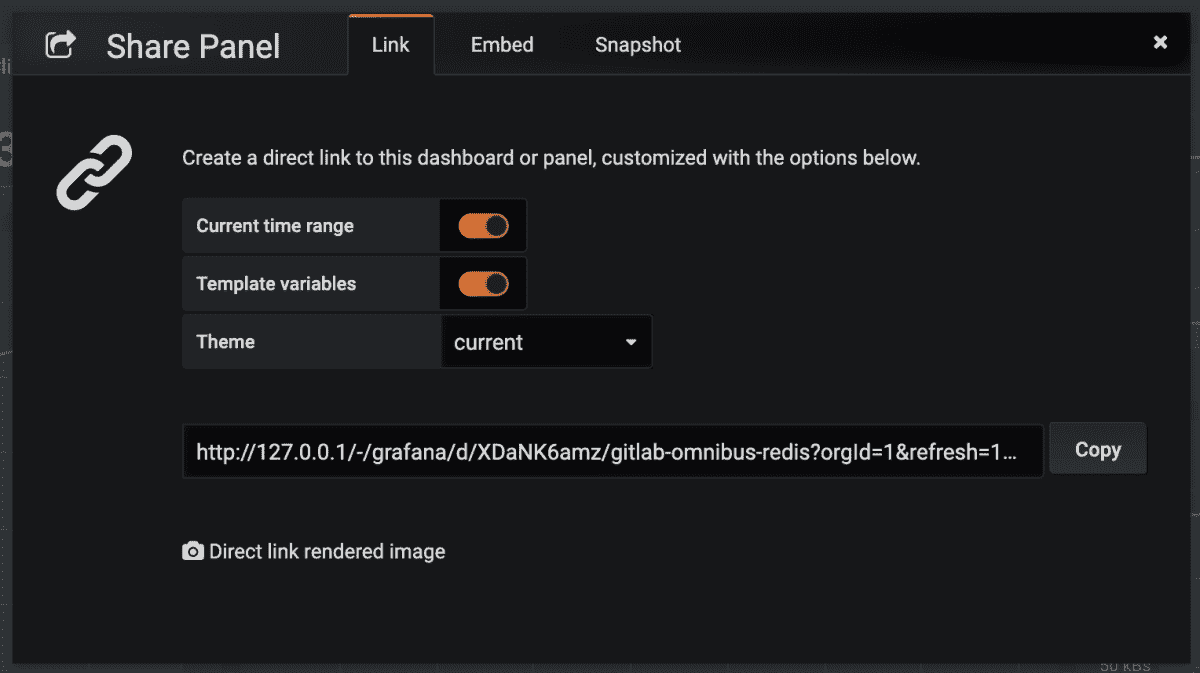 Share Panel
Link
Embed
Snapshot
Create a direct link to this dashboard or panel, customized with the options below.
Current time range
Template variables
Theme
current
http://127.0.0.1/-/grafana/d/XDaNK6amz/gitlab-omnibus-redis?orgId=1&refresh=1...
Copy
Direct link rendered image
50 kBs